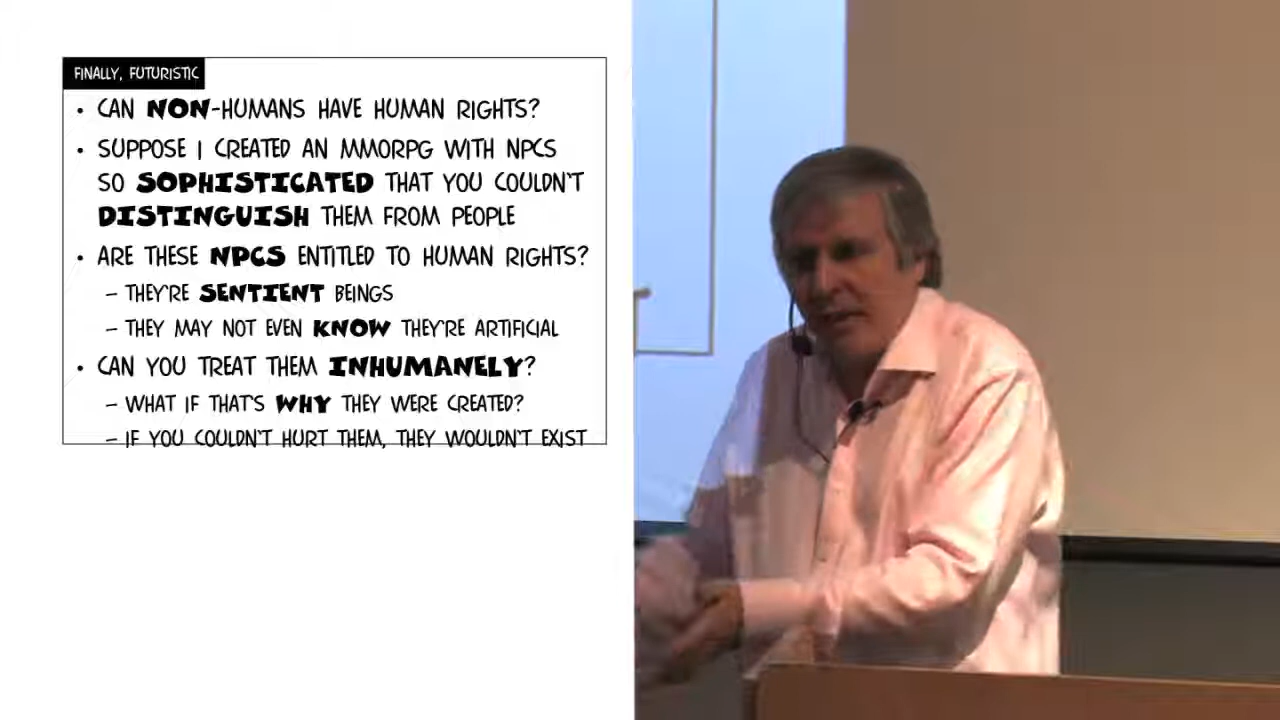 FINALLY, FUTURISTIC
• CAN NON-HUMANS HAVE HUMAN RIGHTS?
• SUPPOSE I CREATED AN MMORPG WITH NPCS
SO SOPHISTICATED THAT YOU COULDN'T
DISTINGUISH THEM FROM PEOPLE
• ARE THESE NPCS ENTITLED TO HUMAN RIGHTS?
– THEY'RE SENTIENT BEINGS
– THEY MAY NOT EVEN KNOW THEY'RE ARTIFICIAL
• CAN YOU TREAT THEM INHUMANELY?
– WHAT IF THAT'S WHY THEY WERE CREATED?
– IF YOU COULDN'T HURT THEM, THEY WOULDN'T EXIST